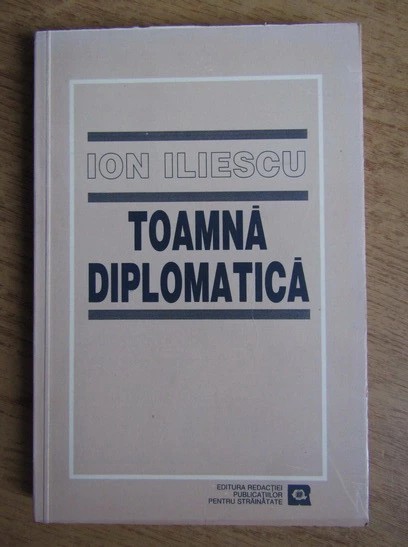 ION ILIESCU
TOAMNĂ
DIPLOMATICĂ
EDITURA REDACȚIEI
PUBLICAȚIILOR
PENTRU STRĂINĂTATE